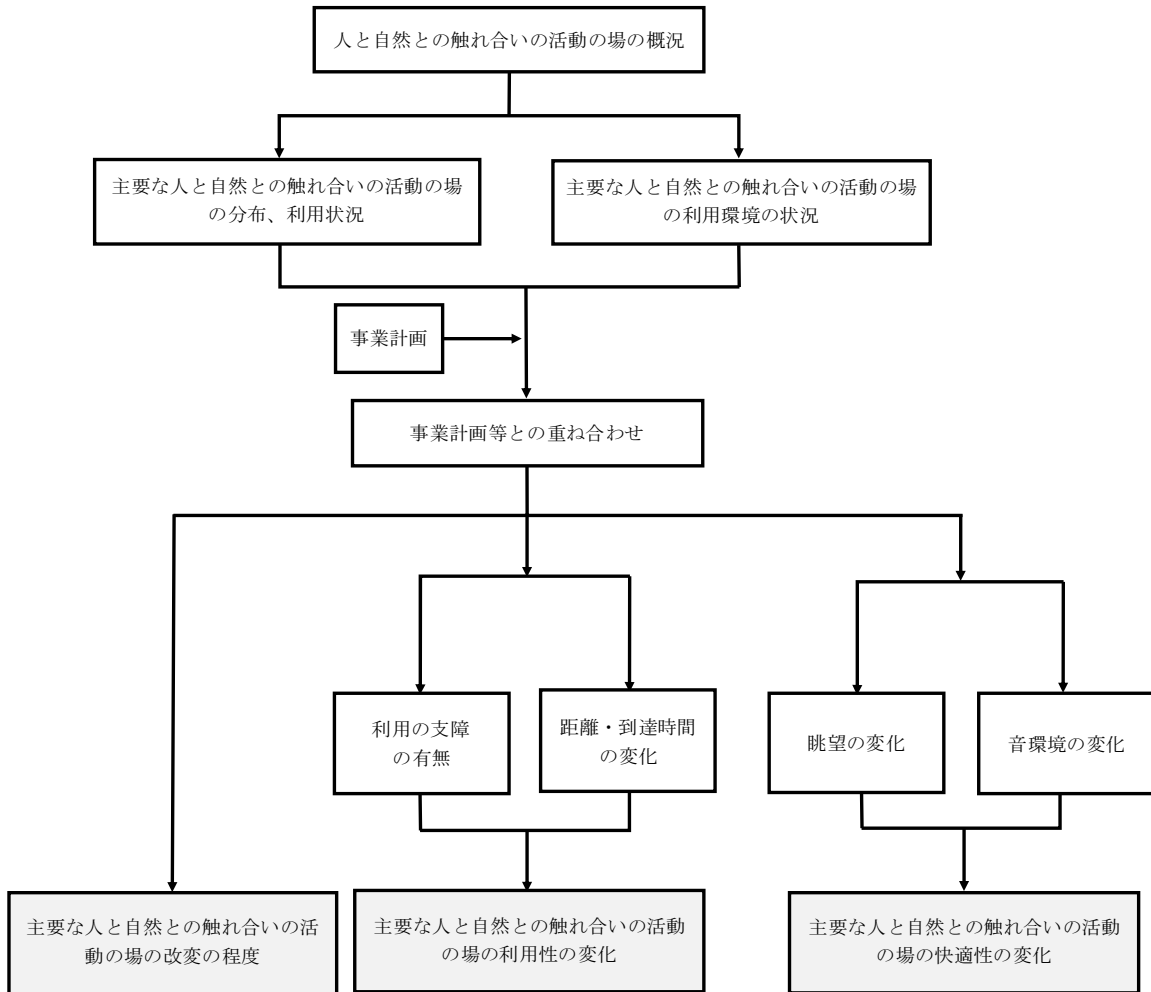 人と自然との触れ合いの活動の場の概況
主要な人と自然との触れ合いの活動の場
の分布、利用状況
主要な人と自然との触れ合いの活動の場
の利用環境の状況
事業計画
事業計画等との重ね合わせ
利用の支障
の有無
距離・到達時間
の変化
眺望の変化
音環境の変化
主要な人と自然との触れ合いの活
動の場の改変の程度
主要な人と自然との触れ合いの活動
の場の利用性の変化
主要な人と自然との触れ合いの活動
の場の快適性の変化